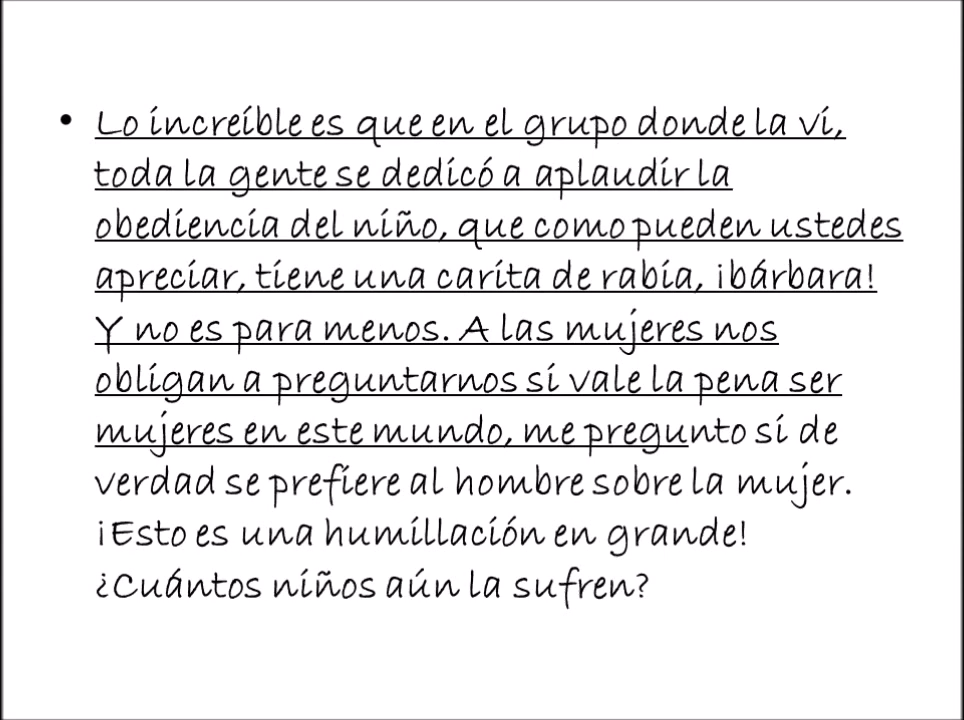 • Lo increíble es que en el grupo donde la vi,
toda la gente se dedicó a aplaudir la
obediencia del niño, que como pueden ustedes
apreciar, tiene una carita de rabia, ¡bárbara!
Y no es para menos. A las mujeres nos
obligan a preguntarnos si vale la pena ser
mujeres en este mundo, me pregunto si de
verdad se prefiere al hombre sobre la mujer.
¡Esto es una humillación en grande!
¿Cuántos niños aún la sufren?